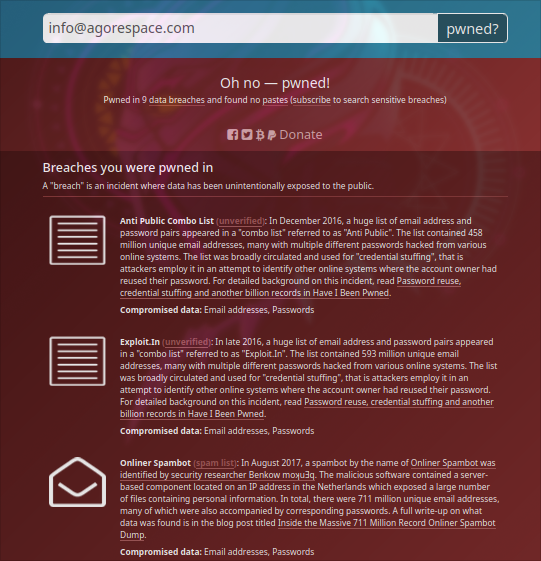 info@agorespace.com
pwned?
Oh no — pwned!
Pwned in 9 data breaches and found no pastes (subscribe to search sensitive breaches)
Donate
Breaches you were pwned in
A "breach" is an incident where data has been unintentionally exposed to the public.
Anti Public Combo List (unverified): In December 2016, a huge list of email address and
password pairs appeared in a "combo list" referred to as "Anti Public". The list contained 458
million unique email addresses, many with multiple different passwords hacked from various
online systems. The list was broadly circulated and used for "credential stuffing", that is
attackers employ it in an attempt to identify other online systems where the account owner had
reused their password. For detailed background on this incident, read Password reuse,
credential stuffing and another billion records in Have I Been Pwned.
Compromised data: Email addresses, Passwords
Exploit.In (unverified): In late 2016, a huge list of email address and password pairs appeared
in a "combo list" referred to as "Exploit.In". The list contained 593 million unique email
addresses, many with multiple different passwords hacked from various online systems. The list
was broadly circulated and used for "credential stuffing", that is attackers employ it in an
attempt to identify other online systems where the account owner had reused their password.
For detailed background on this incident, read Password reuse, credential stuffing and another
billion records in Have I Been Pwned.
Compromised data: Email addresses, Passwords
Onliner Spambot (spam list): In August 2017, a spambot by the name of Onliner Spambot was
identified by security researcher Benkow moʞuƎq. The malicious software contained a server-
based component located on an IP address in the Netherlands which exposed a large number
of files containing personal information. In total, there were 711 million unique email addresses,
many of which were also accompanied by corresponding passwords. A full write-up on what
data was found is in the blog post titled Inside the Massive 711 Million Record Onliner Spambot
Dump.
Compromised data: Email addresses, Passwords